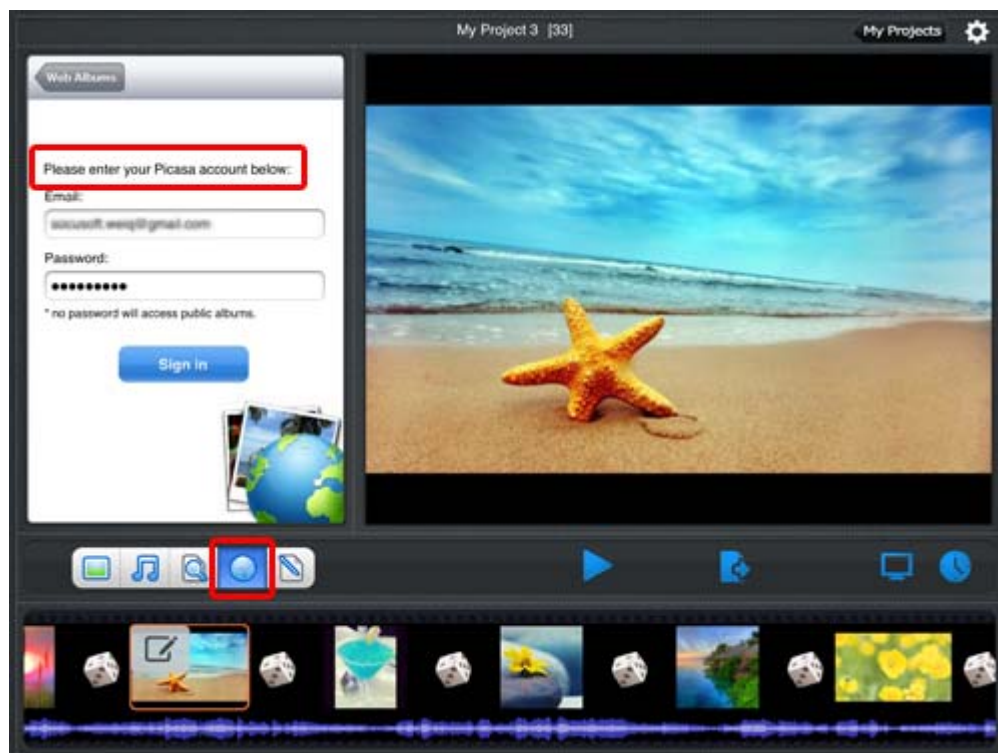 My Project 3 [33]
My Projects
Web Albums
Please enter your Picasa account below:
Email:
Password:
* no password will access public albums.
Sign in